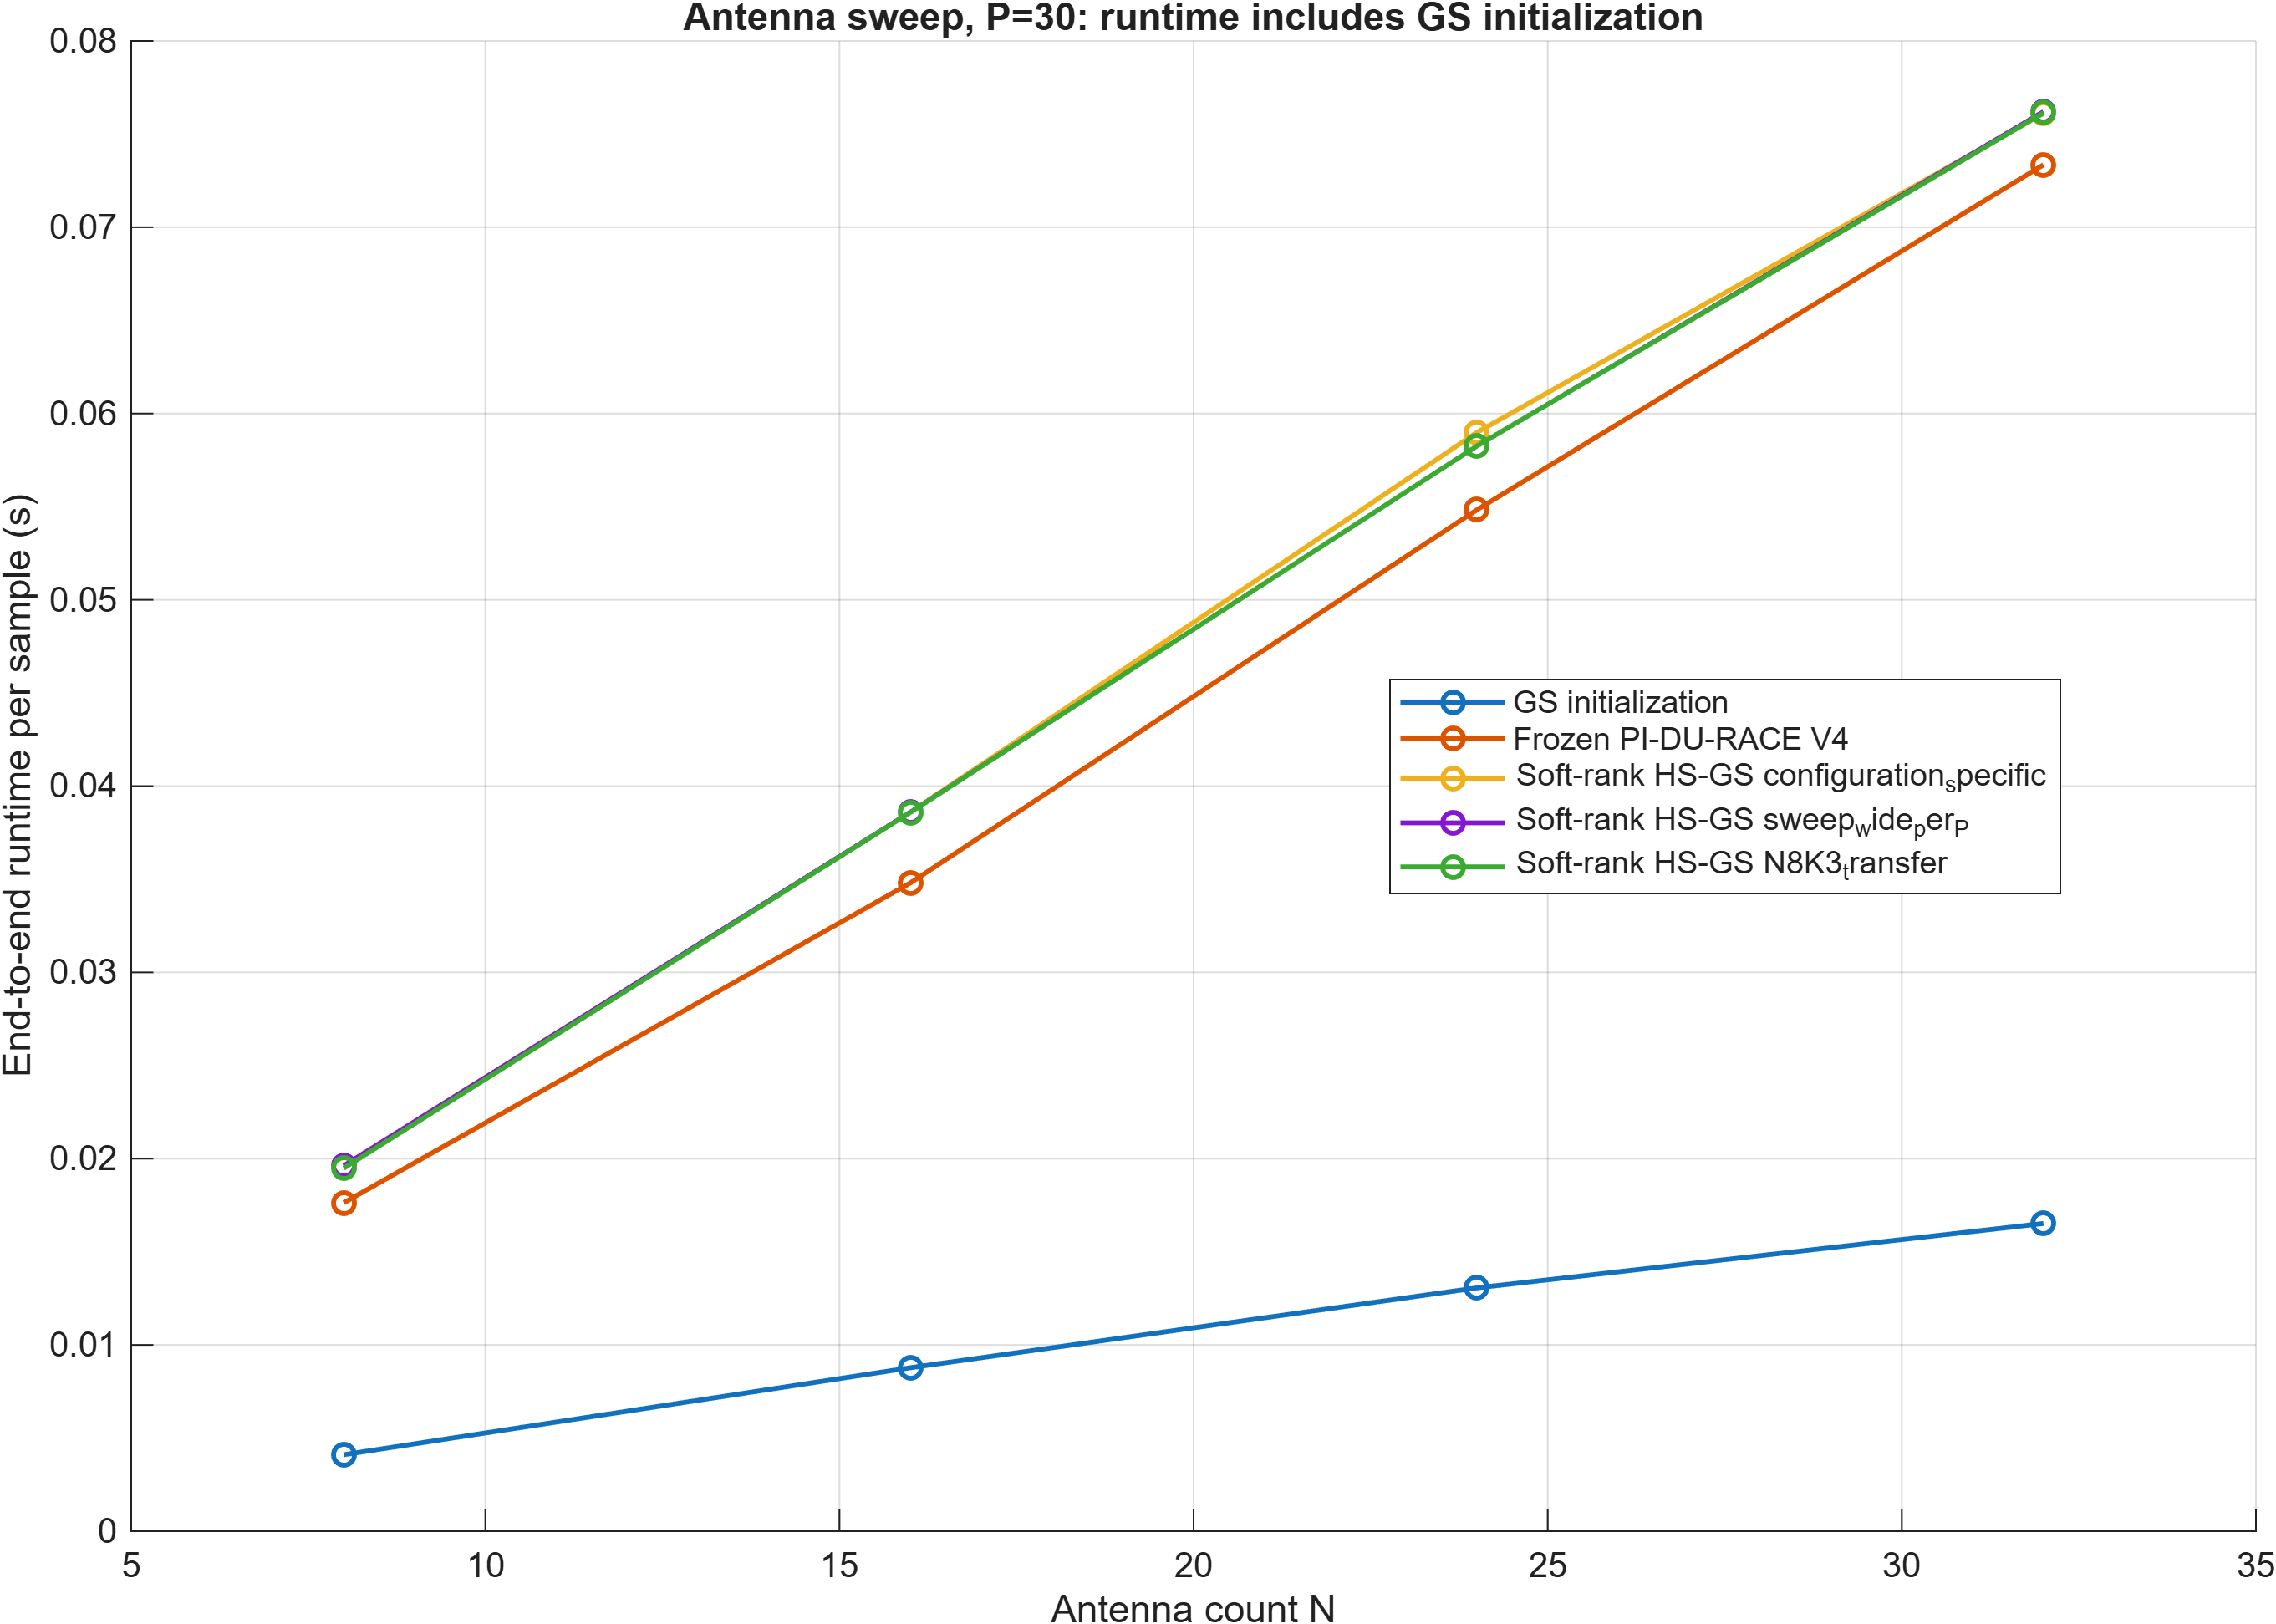 Antenna sweep, P=30: runtime includes GS initialization
End-to-end runtime per sample (s)
0.08
0.07
0.06
0.05
0.04
0.03
0.02
0.01
0
GS initialization
Frozen PI-DU-RACE V4
Soft-rank HS-GS configurationspecific
Soft-rank HS-GS sweepwideperP
Soft-rank HS-GS N8K3transfer
5 10 15 20 25 30 35
Antenna count N